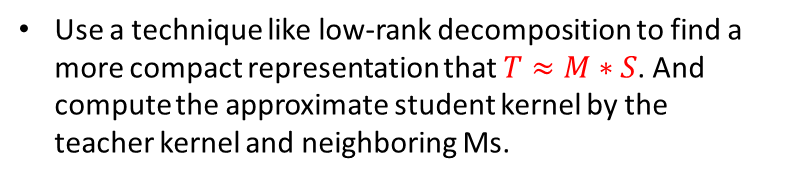 • Use a technique like low-rank decomposition to find a
more compact representation that T ≈ M ∗ S. And
compute the approximate student kernel by the
teacher kernel and neighboring Ms.